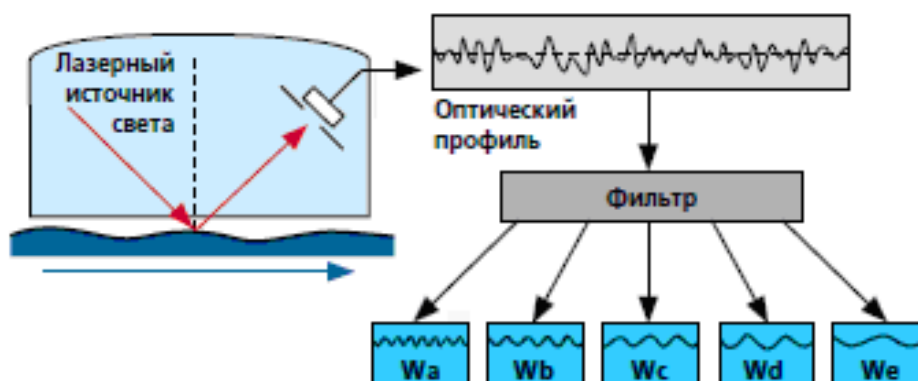 Лазерный
источник
света
Оптический
профиль
Фильтр
Wa
Wb
Wc
Wd
We